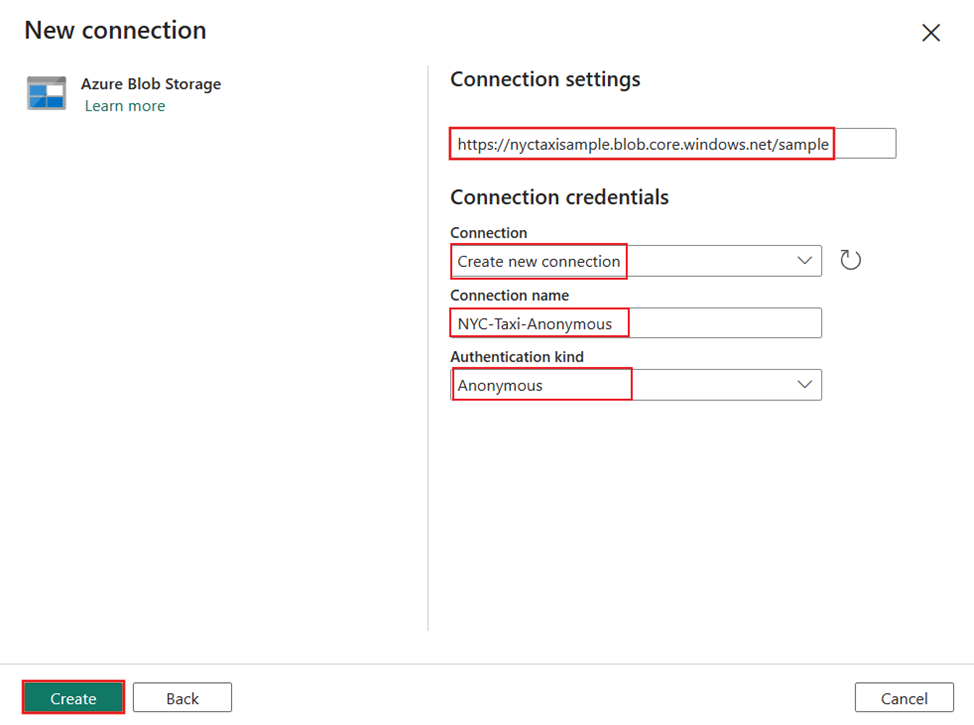 New connection
Azure Blob Storage
Learn more
Connection settings
https://nyctaxisample.blob.core.windows.net/sample
Connection credentials
Connection
Create new connection
Connection name
NYC-Taxi-Anonymous
Authentication kind
Anonymous
Create
Back
Cancel